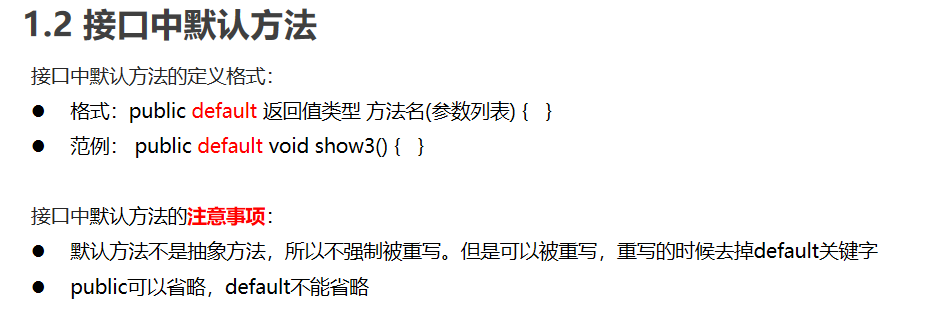 1.2 接口中默认方法
接口中默认方法的定义格式：
● 格式：public default 返回值类型 方法名(参数列表) { }
● 范例： public default void show3() { }
接口中默认方法的注意事项：
● 默认方法不是抽象方法，所以不强制被重写。但是可以被重写，重写的时候去掉default关键字
● public可以省略，default不能省略